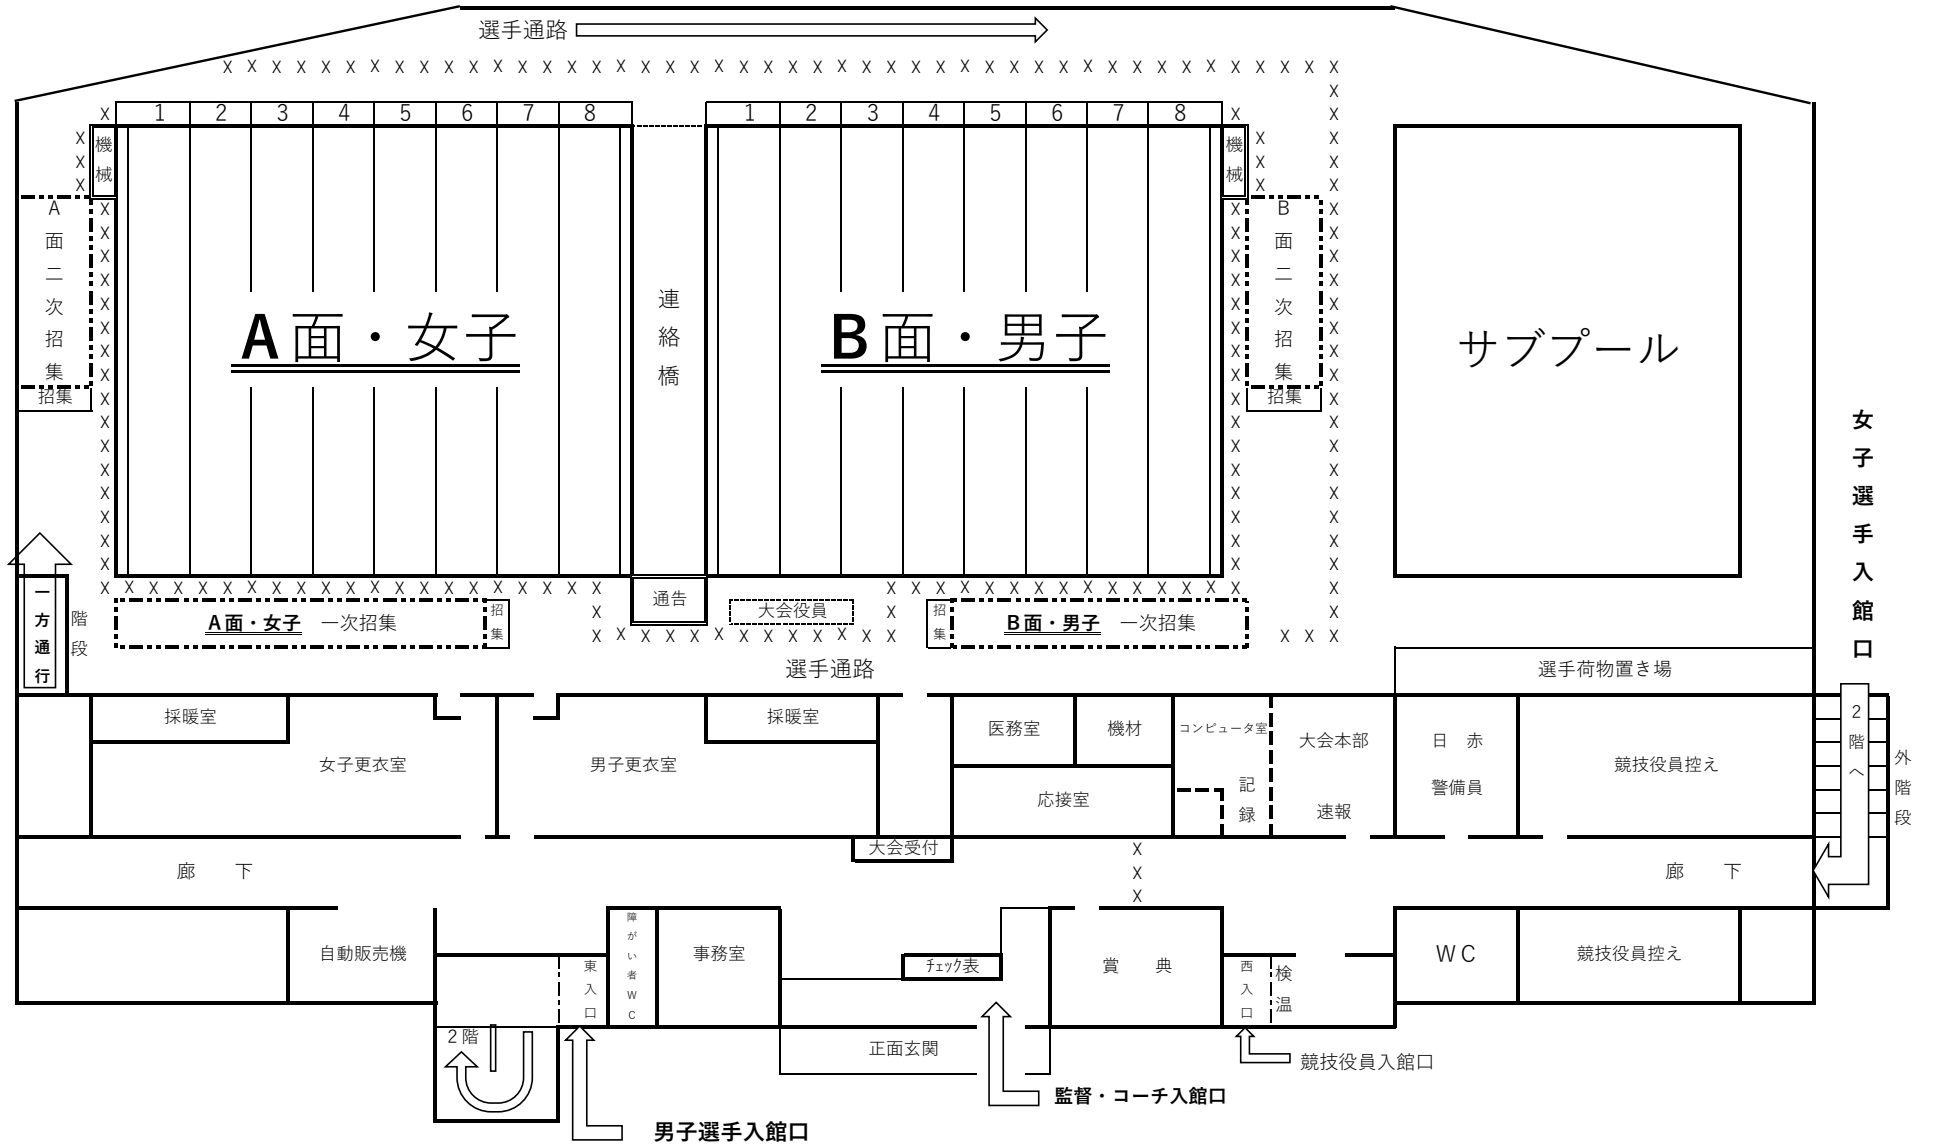 選手通路
X X X X X X X X X X X X X X X X X X X X X X X X X X X X X X X X X X X X X X X X X X X X X X
1 2 3 4 5 6 7 8
1 2 3 4 5 6 7 8
機械
機械
A面二次招集
招集
A面・女子
連絡橋
B面・男子
B面二次招集
招集
サブプール
女子選手入館口
一方通行
階段
A面・女子 一次招集
招集
通告
大会役員
招集
B面・男子 一次招集
選手通路
選手荷物置き場
採暖室
女子更衣室
男子更衣室
採暖室
医務室
機材
応接室
コンピュータ室
記録
大会本部
速報
日 赤
警備員
競技役員控え
2階へ
外階段
大会受付
廊 下
廊 下
自動販売機
東入口
障がい者WC
事務室
ﾁｪｯｸ表
賞 典
西入口
検温
WC
競技役員控え
2階
正面玄関
競技役員入館口
監督・コーチ入館口
男子選手入館口